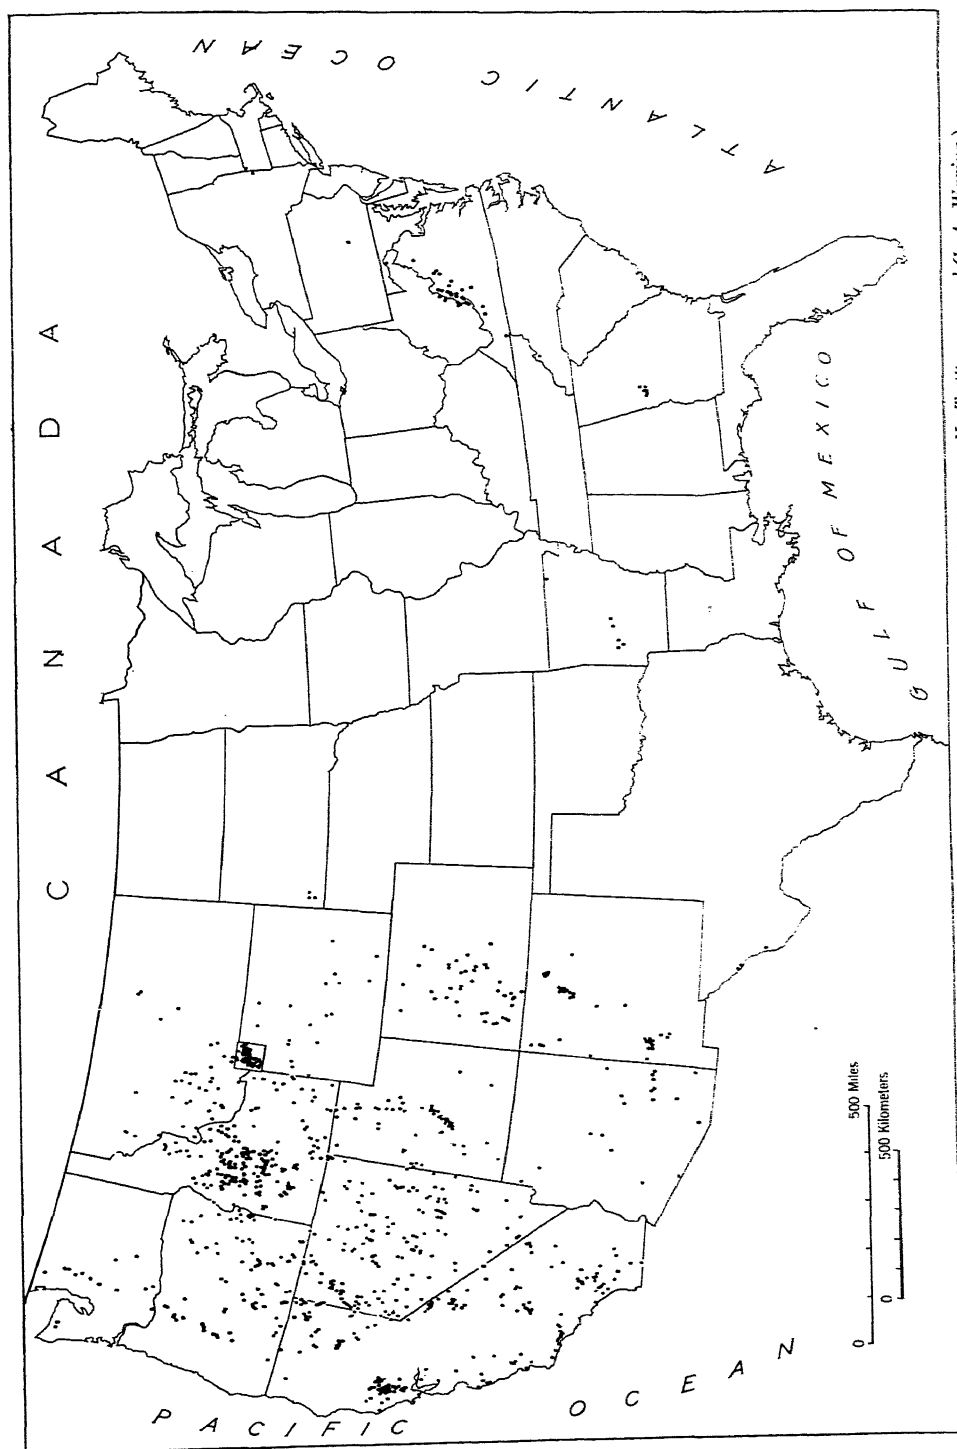 CANADA
ATLANTIC OCEAN
PACIFIC OCEAN
GULF OF MEXICO
0 500 Miles
0 500 Kilometers